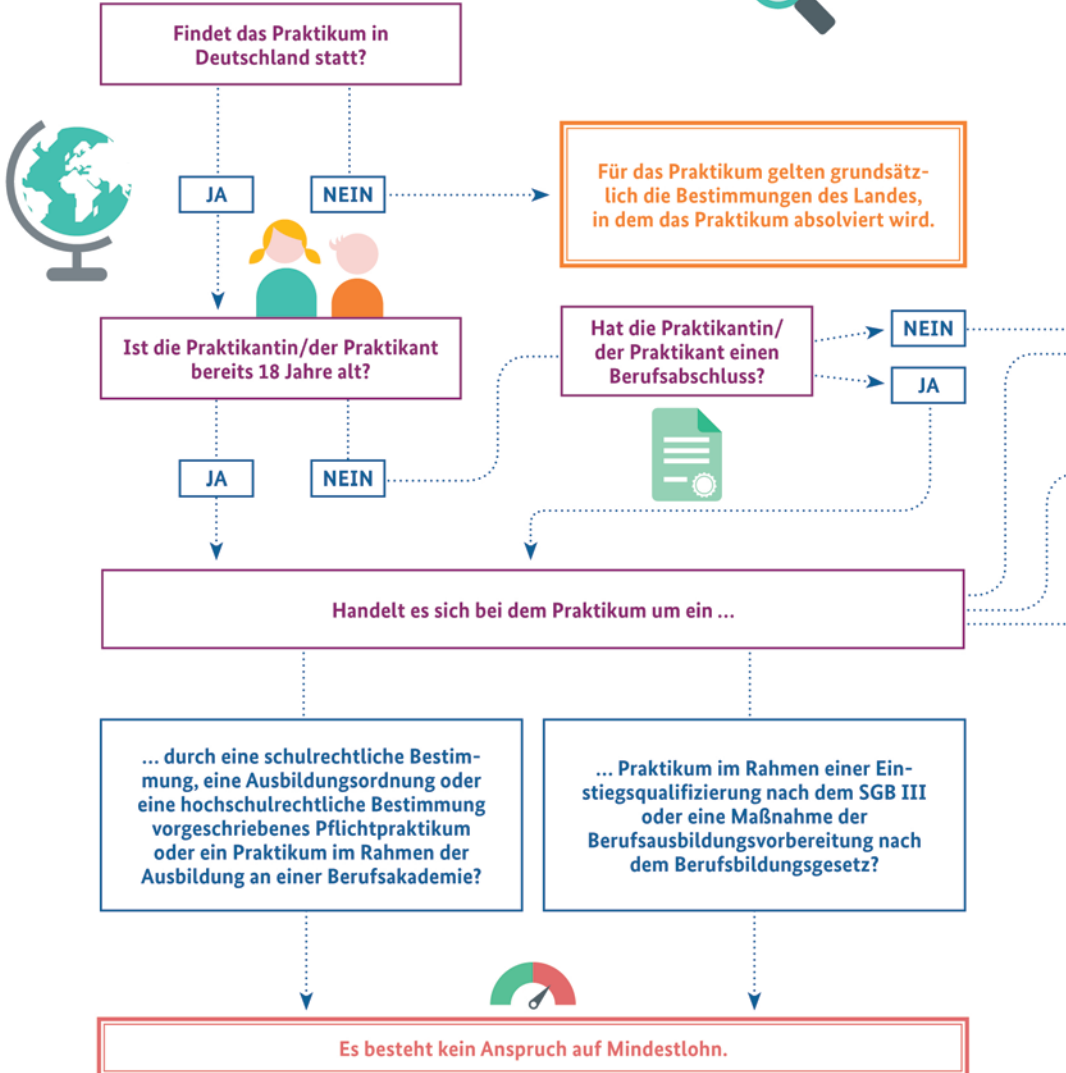 Findet das Praktikum in
Deutschland statt?
JA
NEIN
Für das Praktikum gelten grundsätz-
lich die Bestimmungen des Landes,
in dem das Praktikum absolviert wird.
Ist die Praktikantin/der Praktikant
bereits 18 Jahre alt?
Hat die Praktikantin/
der Praktikant einen
Berufsabschluss?
NEIN
JA
JA
NEIN
Handelt es sich bei dem Praktikum um ein ...
... durch eine schulrechtliche Bestim-
mung, eine Ausbildungsordnung oder
eine hochschulrechtliche Bestimmung
vorgeschriebenes Pflichtpraktikum
oder ein Praktikum im Rahmen der
Ausbildung an einer Berufsakademie?
... Praktikum im Rahmen einer Ein-
stiegsqualifizierung nach dem SGB III
oder eine Maßnahme der
Berufsausbildungsvorbereitung nach
dem Berufsbildungsgesetz?
Es besteht kein Anspruch auf Mindestlohn.